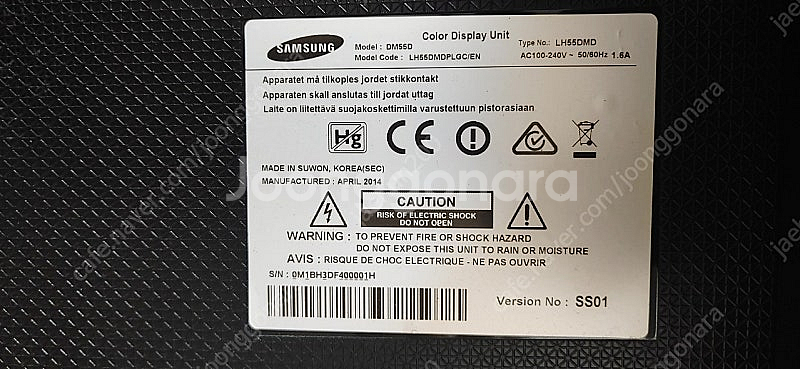 SAMSUNG
Color Display Unit
Model : DM55D
Type No.: LH55DMD
Model Code : LH55DMDPLGC/EN
AC100-240V ~ 50/60Hz 1.6A
Apparatet må tilkoples jordet stikkontakt
Apparaten skall anslutas till jordat uttag
Laite on liitettävä suojakoskettimilla varustettuun pistorasiaan
Hg CE
MADE IN SUWON, KOREA(SEC)
MANUFACTURED : APRIL 2014
Joonggonara
CAUTION
RISK OF ELECTRIC SHOCK
DO NOT OPEN
WARNING : TO PREVENT FIRE OR SHOCK HAZARD
DO NOT EXPOSE THIS UNIT TO RAIN OR MOISTURE
AVIS : RISQUE DE CHOC ELECTRIQUE - NE PAS OUVRIR
S/N : 0M1BH3DF400001H
Version No : SS01